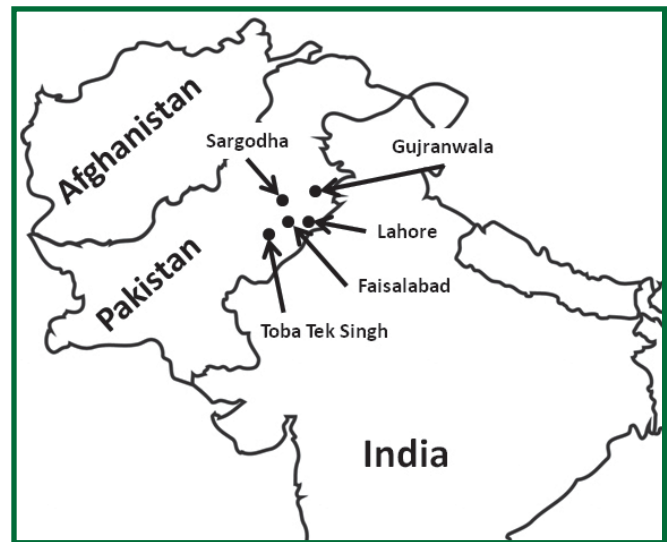 Afghanistan
Sargodha
Gujranwala
Lahore
Pakistan
Faisalabad
Toba Tek Singh
India